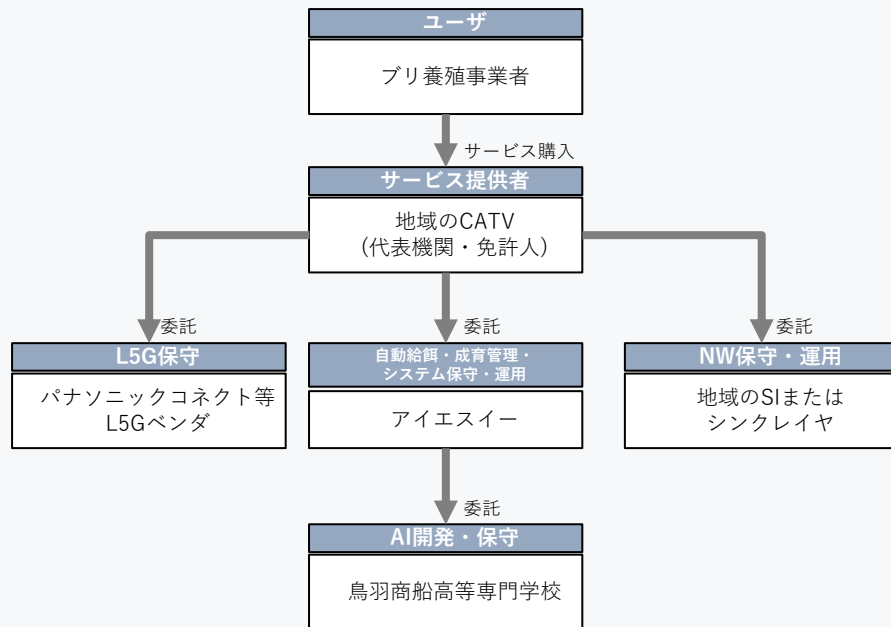 ユーザ
ブリ養殖事業者
サービス購入
サービス提供者
地域のCATV
(代表機関・免許人)
委託
委託
委託
L5G保守
パナソニックコネクト等
L5Gベンダ
自動給餌・成育管理・
システム保守・運用
アイエスイー
NW保守・運用
地域のSIまたは
シンクレイヤ
委託
AI開発・保守
鳥羽商船高等専門学校